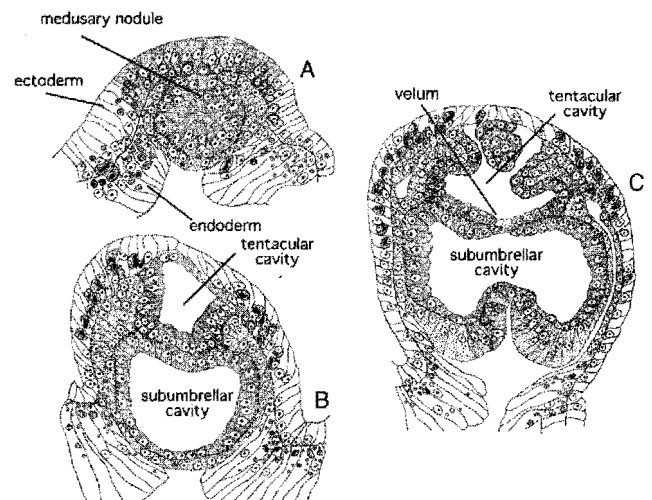 medusary nodule
A
ectoderm
endoderm
tentacular
cavity
subumbrellar
cavity
B
velum
tentacular
cavity
C
subumbrellar
cavity